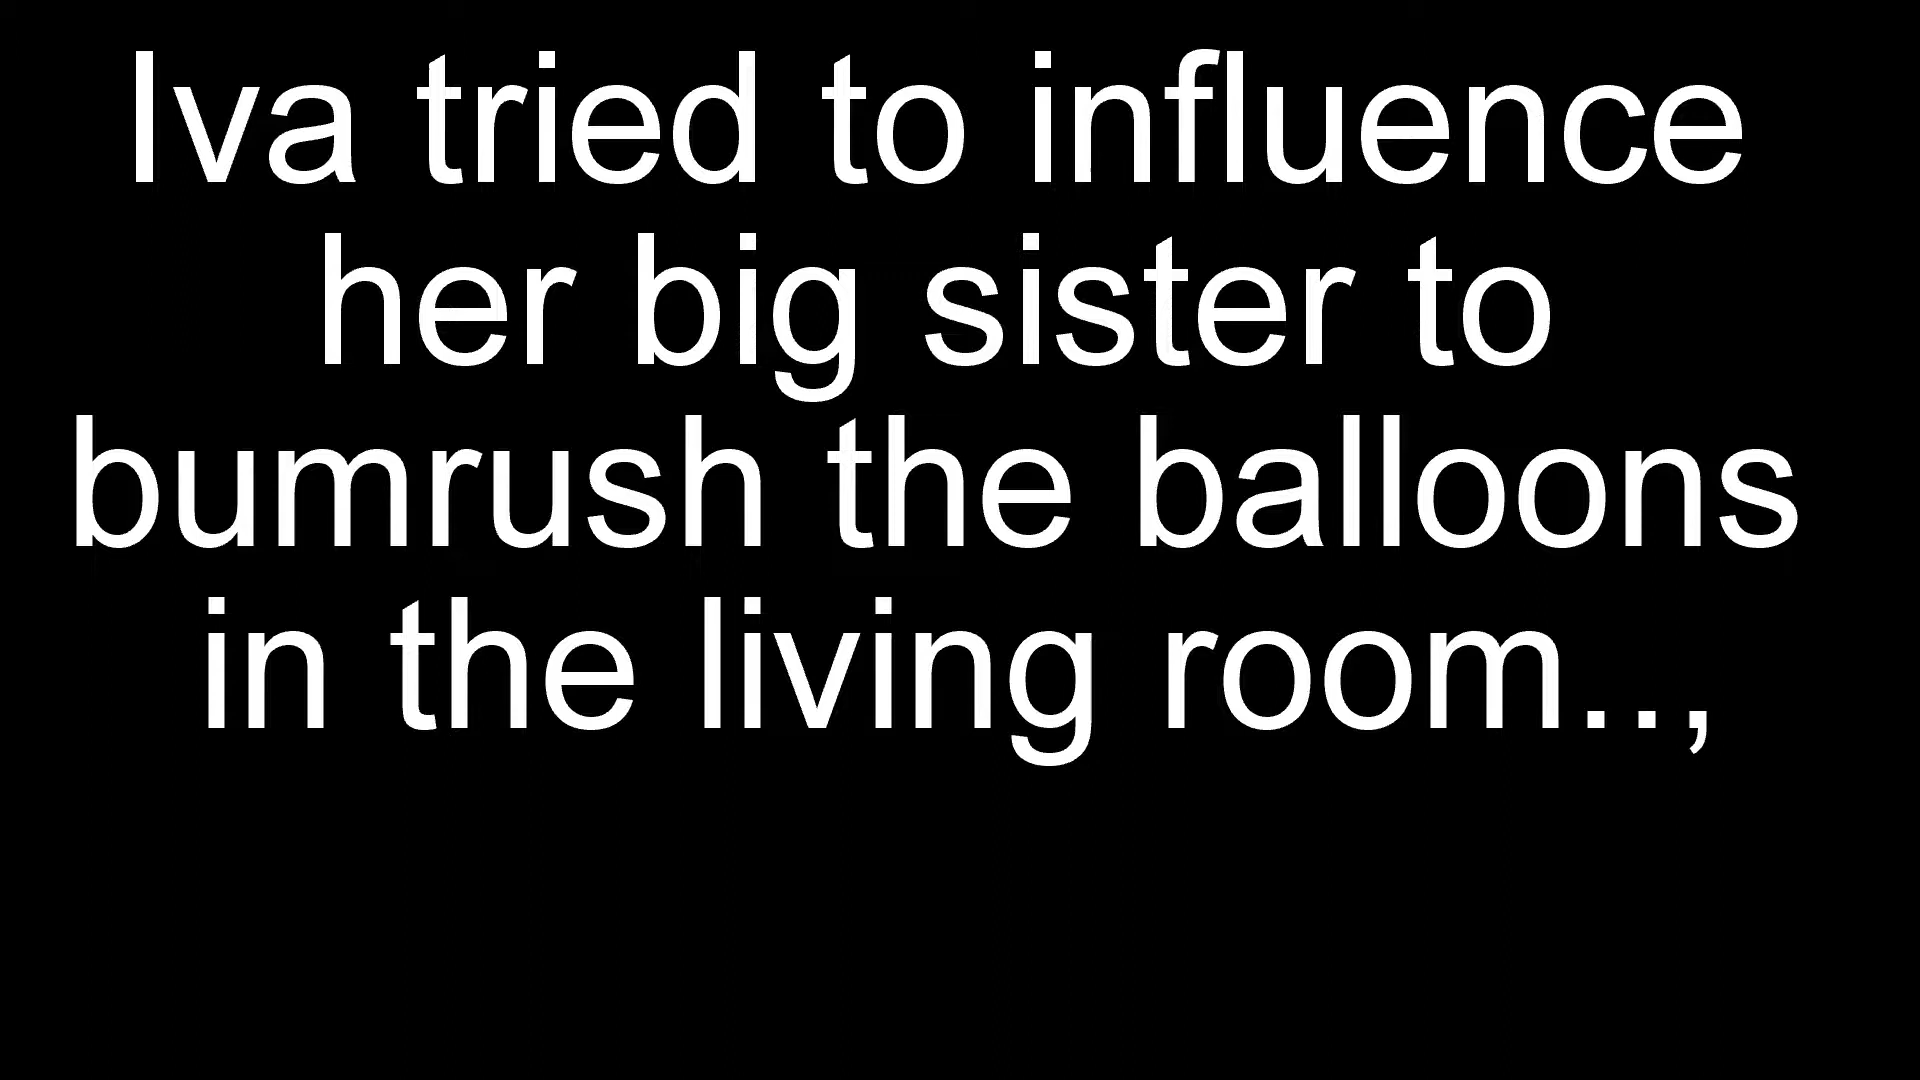 Iva tried to influence
her big sister to
bumrush the balloons
in the living room..,